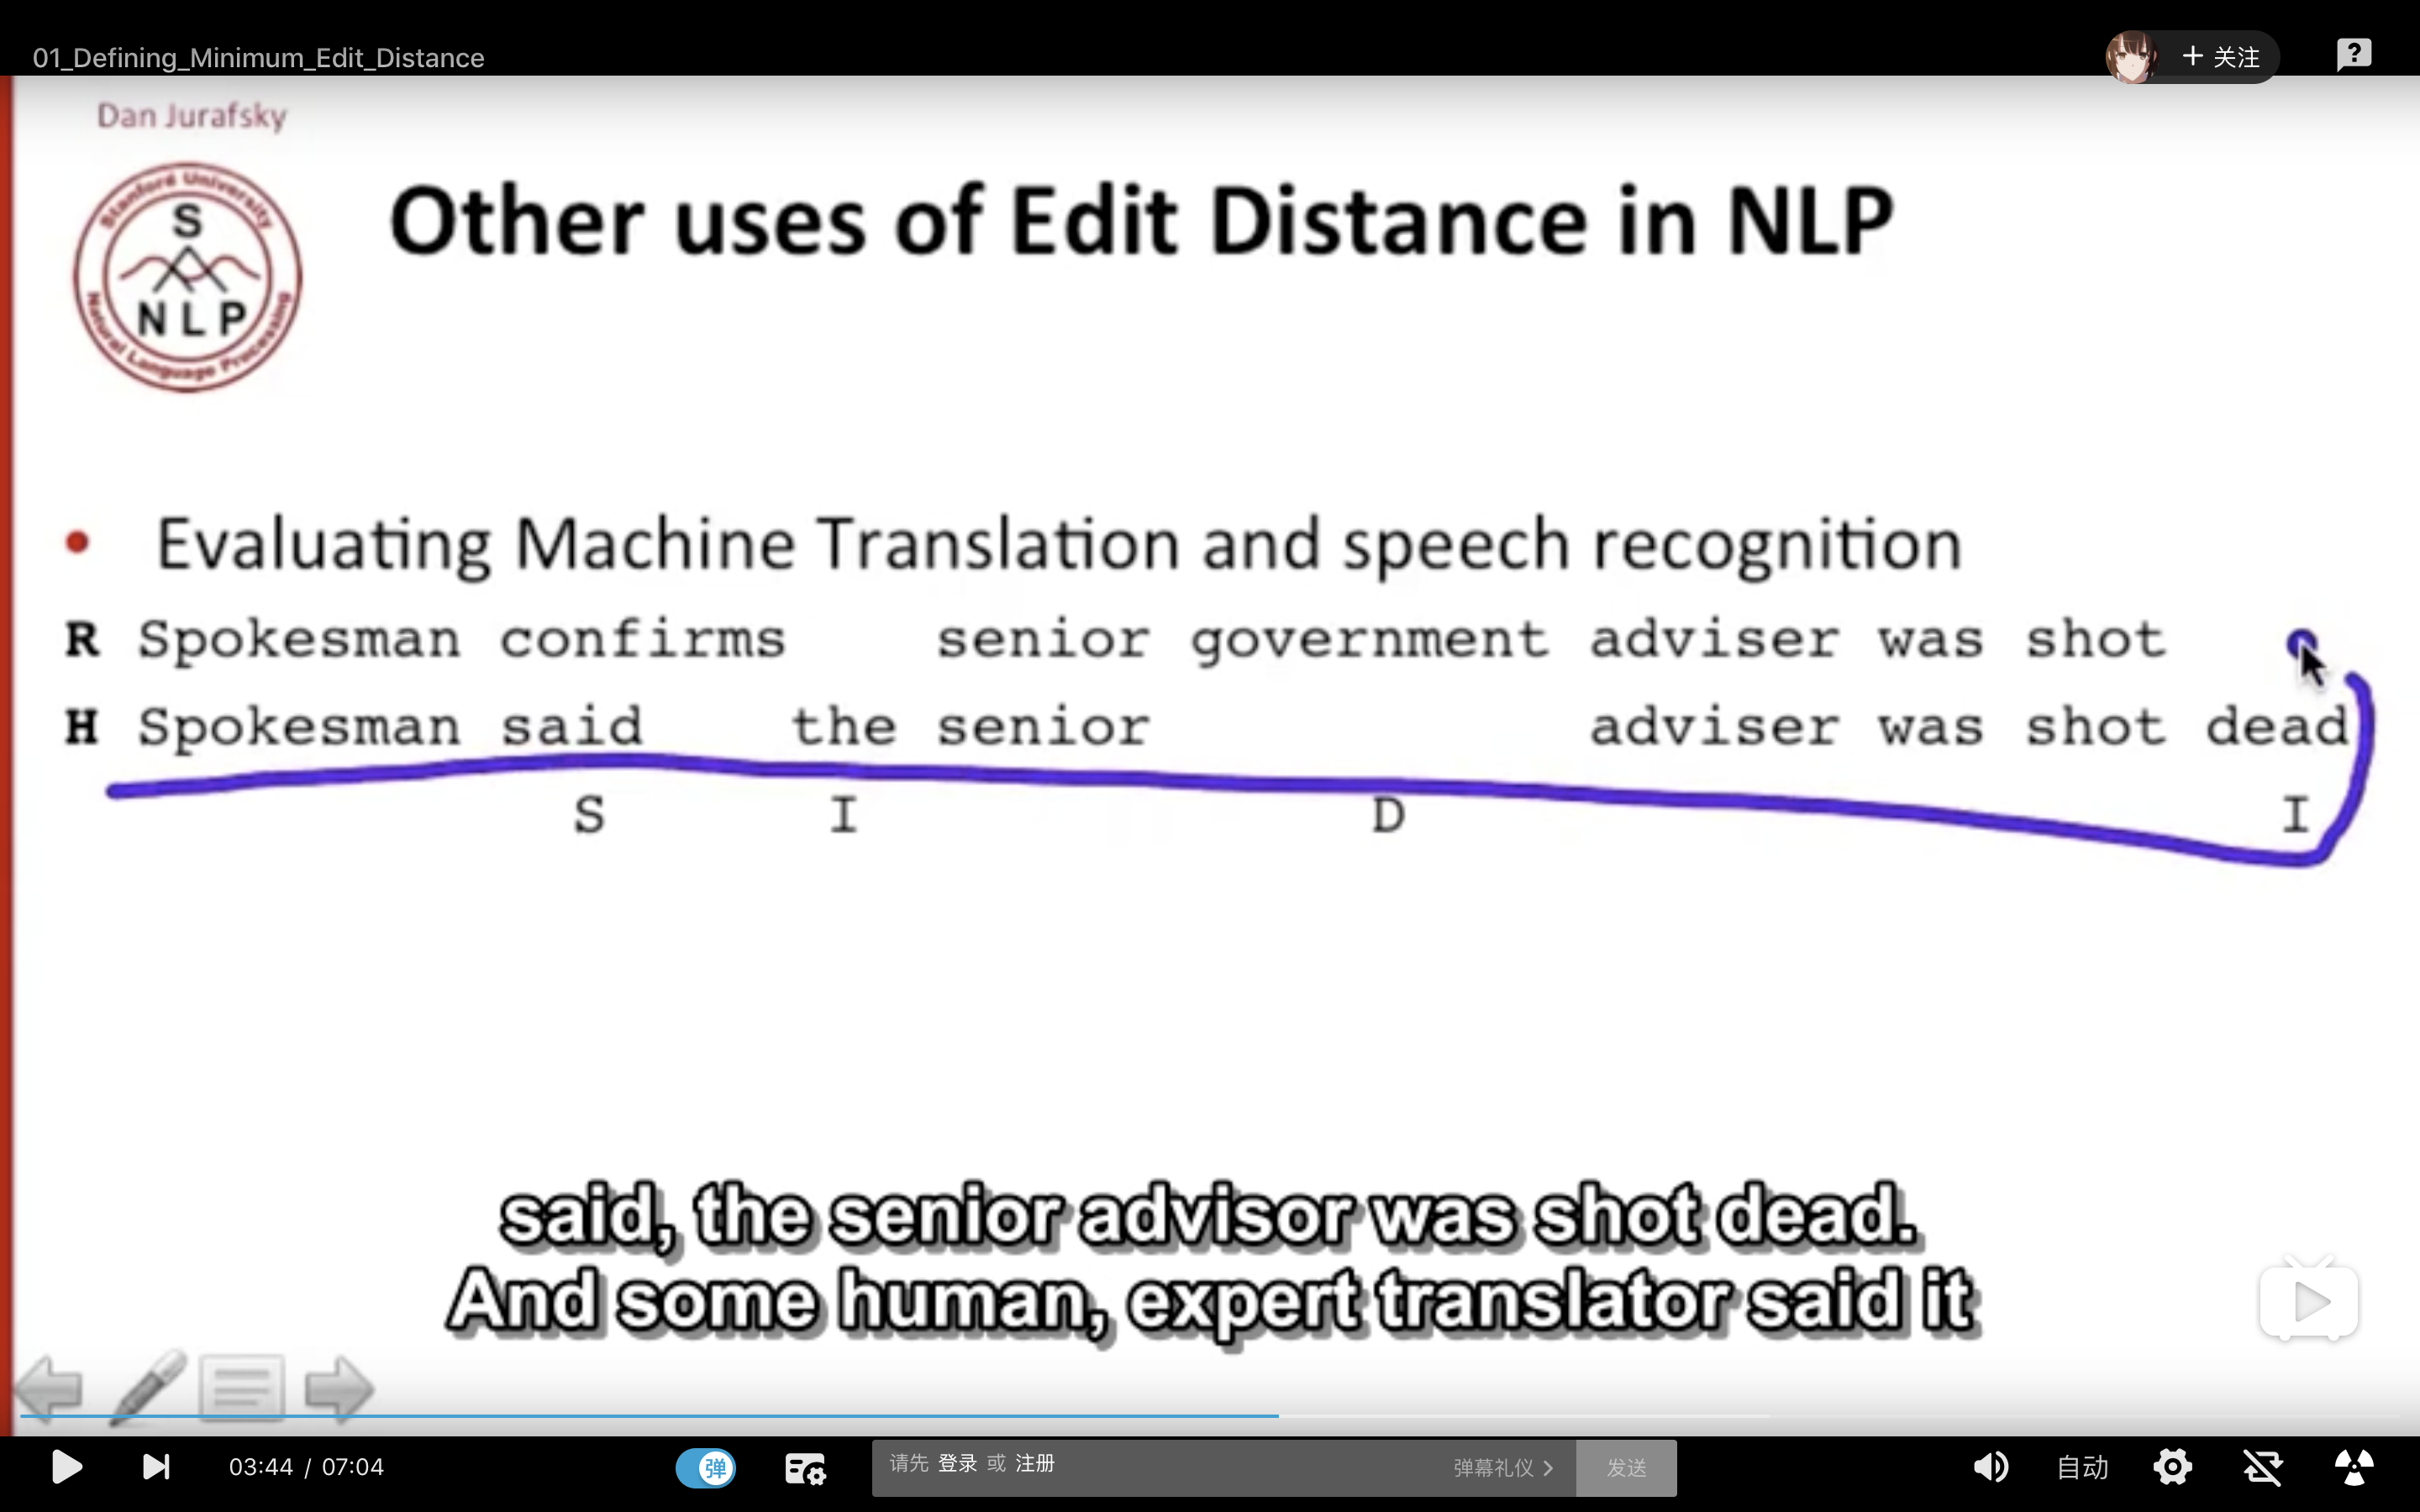 01_Defining_Minimum_Edit_Distance
+ 关注
?
Dan Jurafsky
Stanford University
S
NLP
Natural Language Processing
Other uses of Edit Distance in NLP
• Evaluating Machine Translation and speech recognition
R Spokesman confirms senior government adviser was shot
H Spokesman said the senior adviser was shot dead
S I D I
said, the senior advisor was shot dead.
And some human, expert translator said it
03:44 / 07:04
弹
请先 登录 或 注册
弹幕礼仪 >
发送
自动